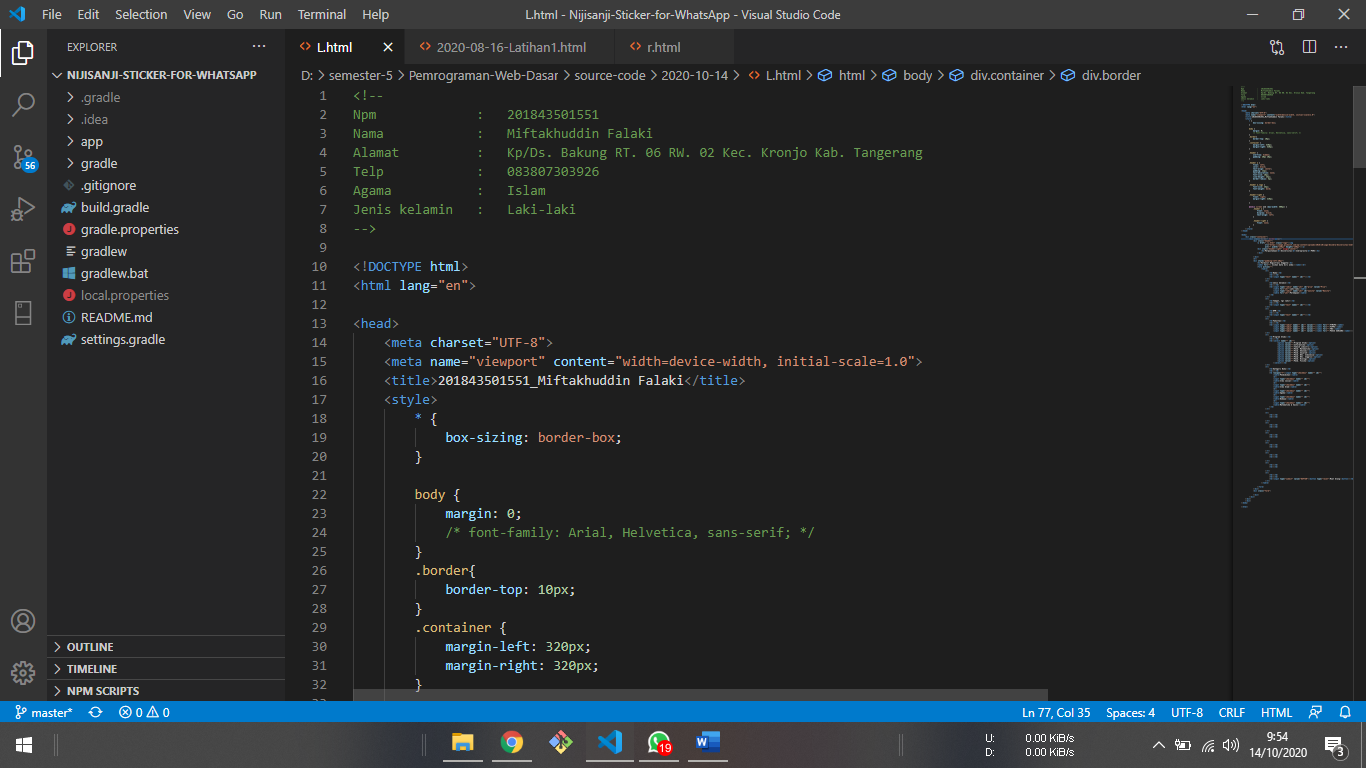 File Edit Selection View Go Run Terminal Help L.html - Nijisanji-Sticker-for-WhatsApp - Visual Studio Code
EXPLORER
L.html 2020-08-16-Latihan1.html r.html
NIJISANJI-STICKER-FOR-WHATSAPP
.gradle
.idea
app
gradle
.gitignore
build.gradle
gradle.properties
gradlew
gradlew.bat
local.properties
README.md
settings.gradle
OUTLINE
TIMELINE
NPM SCRIPTS
56
D: > semester-5 > Pemrograman-Web-Dasar > source-code > 2020-10-14 > L.html > html > body > div.container > div.border
1 <!--
2 Npm : 201843501551
3 Nama : Miftakhuddin Falaki
4 Alamat : Kp/Ds. Bakung RT. 06 RW. 02 Kec. Kronjo Kab. Tangerang
5 Telp : 083807303926
6 Agama : Islam
7 Jenis kelamin : Laki-laki
8 -->
9
10 <!DOCTYPE html>
11 <html lang="en">
12
13 <head>
14 <meta charset="UTF-8">
15 <meta name="viewport" content="width=device-width, initial-scale=1.0">
16 <title>201843501551_Miftakhuddin Falaki</title>
17 <style>
18 * {
19 box-sizing: border-box;
20 }
21
22 body {
23 margin: 0;
24 /* font-family: Arial, Helvetica, sans-serif; */
25 }
26 .border{
27 border-top: 10px;
28 }
29 .container {
30 margin-left: 320px;
31 margin-right: 320px;
32 }
master* 0 0 Ln 77, Col 35 Spaces: 4 UTF-8 CRLF HTML
19
U: 0.00 KiB/s
D: 0.00 KiB/s
9:54
14/10/2020
3